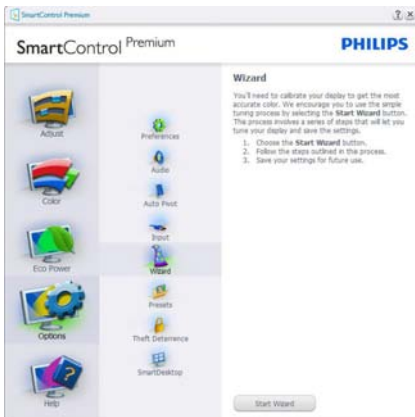 SmartControl Premium
SmartControl Premium
PHILIPS
Adjust
Color
Eco Power
Options
Help
Preferences
Audio
Auto Pivot
Input
Wizard
Presets
Theft Deterrence
SmartDesktop
Wizard
You'll need to calibrate your display to get the most
accurate color. We encourage you to use the simple
tuning process by selecting the Start Wizard button.
This process involves a series of steps that will let you
tune your display and save the settings.
1. Choose the Start Wizard button.
2. Follow the steps outlined in the process.
3. Save your settings for future use.
Start Wizard